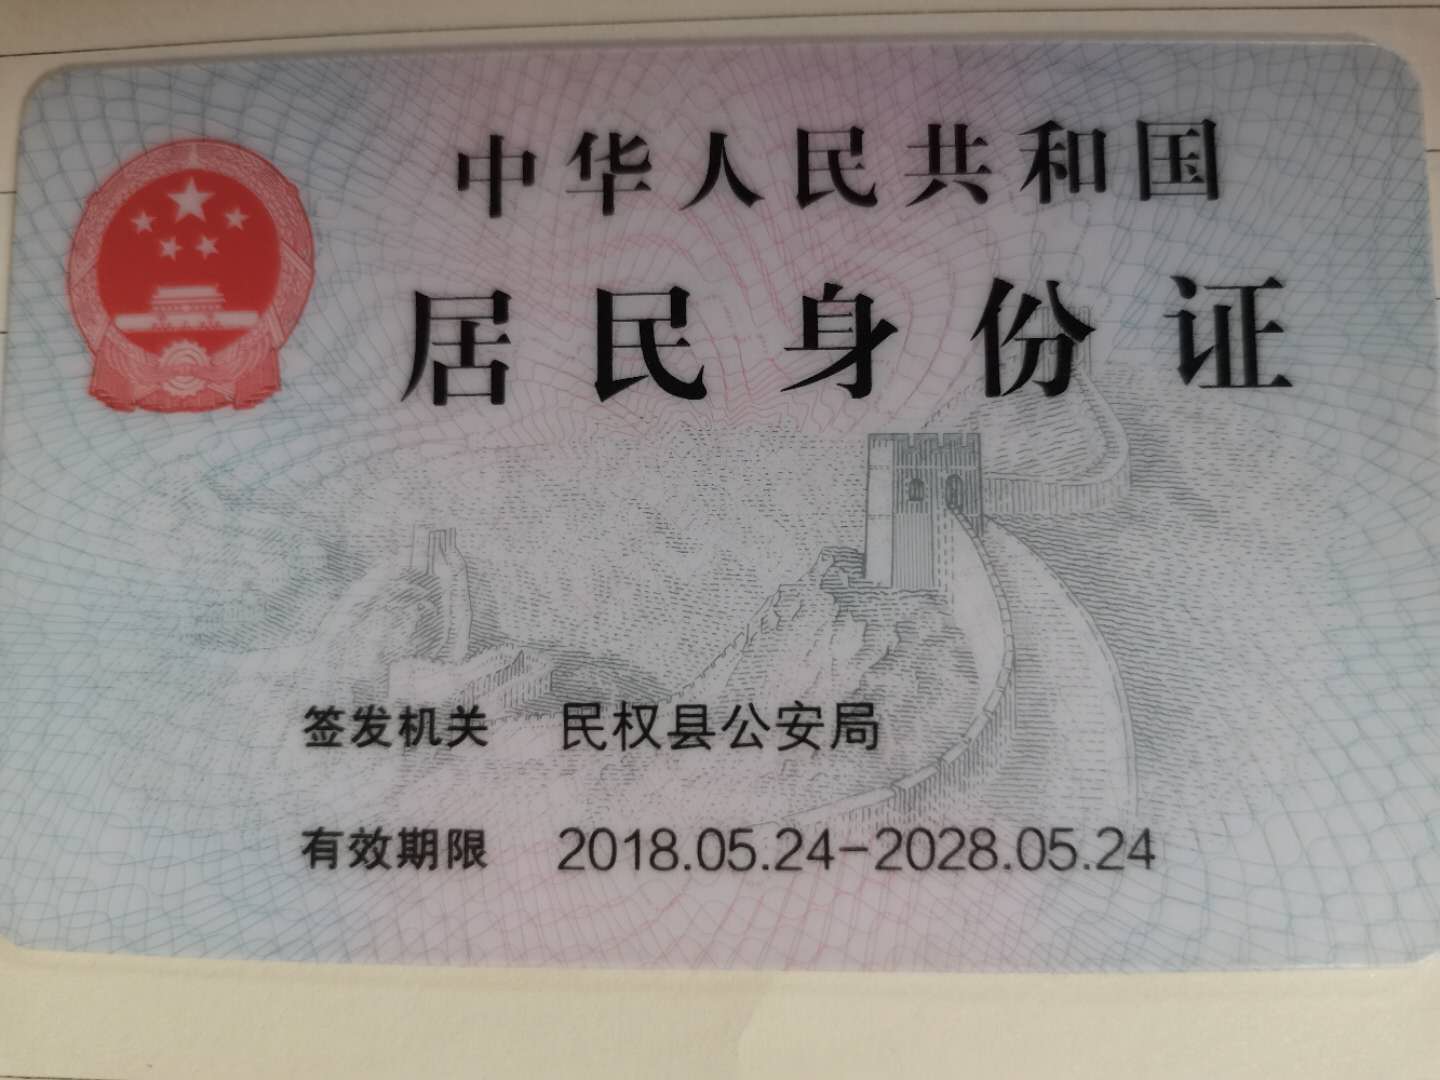 中华人民共和国
居民身份证
签发机关 民权县公安局
有效期限 2018.05.24-2028.05.24